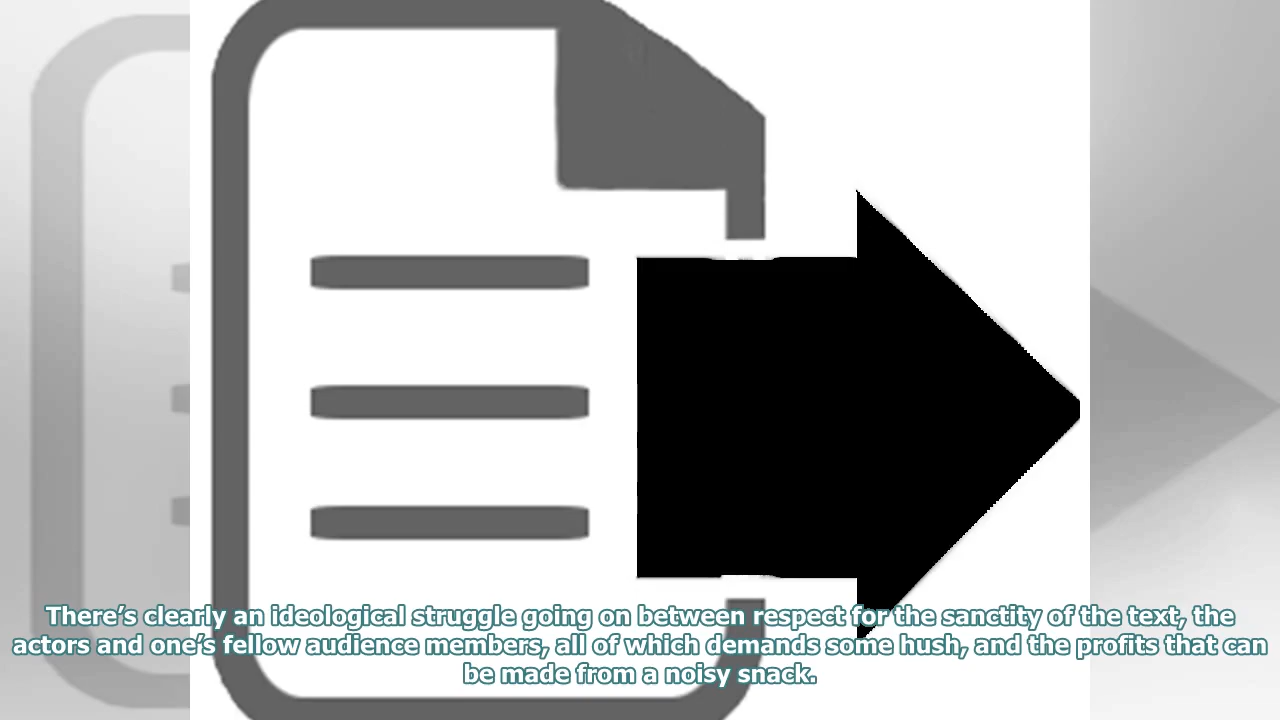 There’s clearly an ideological struggle going on between respect for the sanctity of the text, the
actors and one’s fellow audience members, all of which demands some hush, and the profits that can
be made from a noisy snack.